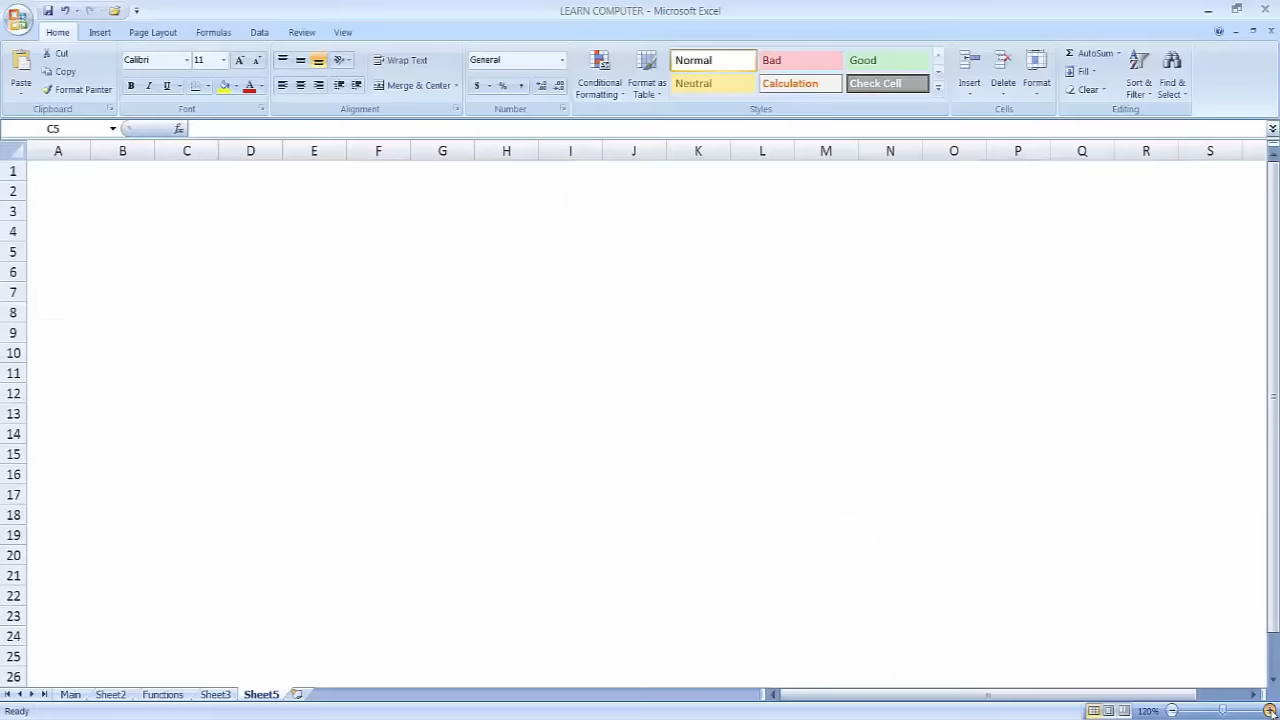 LEARN COMPUTER - Microsoft Excel
Home Insert Page Layout Formulas Data Review View
Paste
Cut
Copy
Format Painter
Clipboard
Calibri 11
B I U
Font
Wrap Text
Merge & Center
Alignment
General
$ % ,
Number
Conditional Formatting
Format as Table
Normal Bad Good
Neutral Calculation Check Cell
Styles
Insert Delete Format
Cells
Σ AutoSum
Fill
Clear
Sort & Filter
Find & Select
Editing
C5 fx
A B C D E F G H I J K L M N O P Q R S
1
2
3
4
5
6
7
8
9
10
11
12
13
14
15
16
17
18
19
20
21
22
23
24
25
26
Main Sheet2 Functions Sheet3 Sheet5
Ready 120%